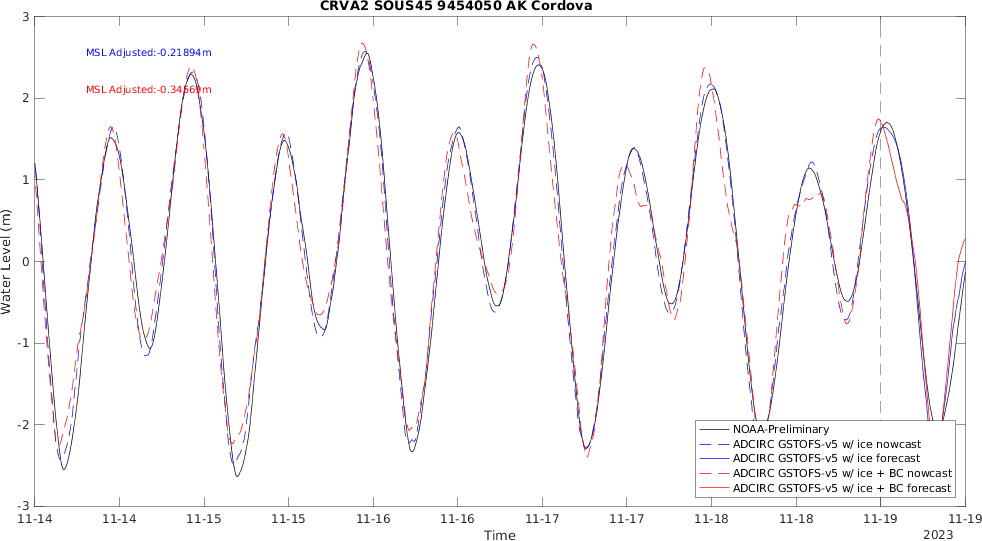 CRVA2 SOUS45 9454050 AK Cordova
MSL Adjusted:-0.21894m
MSL Adjusted:-0.34569m
Water Level (m)
3
2
1
0
-1
-2
-3
NOAA-Preliminary
ADCIRC GSTOFS-v5 w/ ice nowcast
ADCIRC GSTOFS-v5 w/ ice forecast
ADCIRC GSTOFS-v5 w/ ice + BC nowcast
ADCIRC GSTOFS-v5 w/ ice + BC forecast
11-14 11-14 11-15 11-15 11-16 11-16 11-17 11-17 11-18 11-18 11-19 11-19
Time
2023